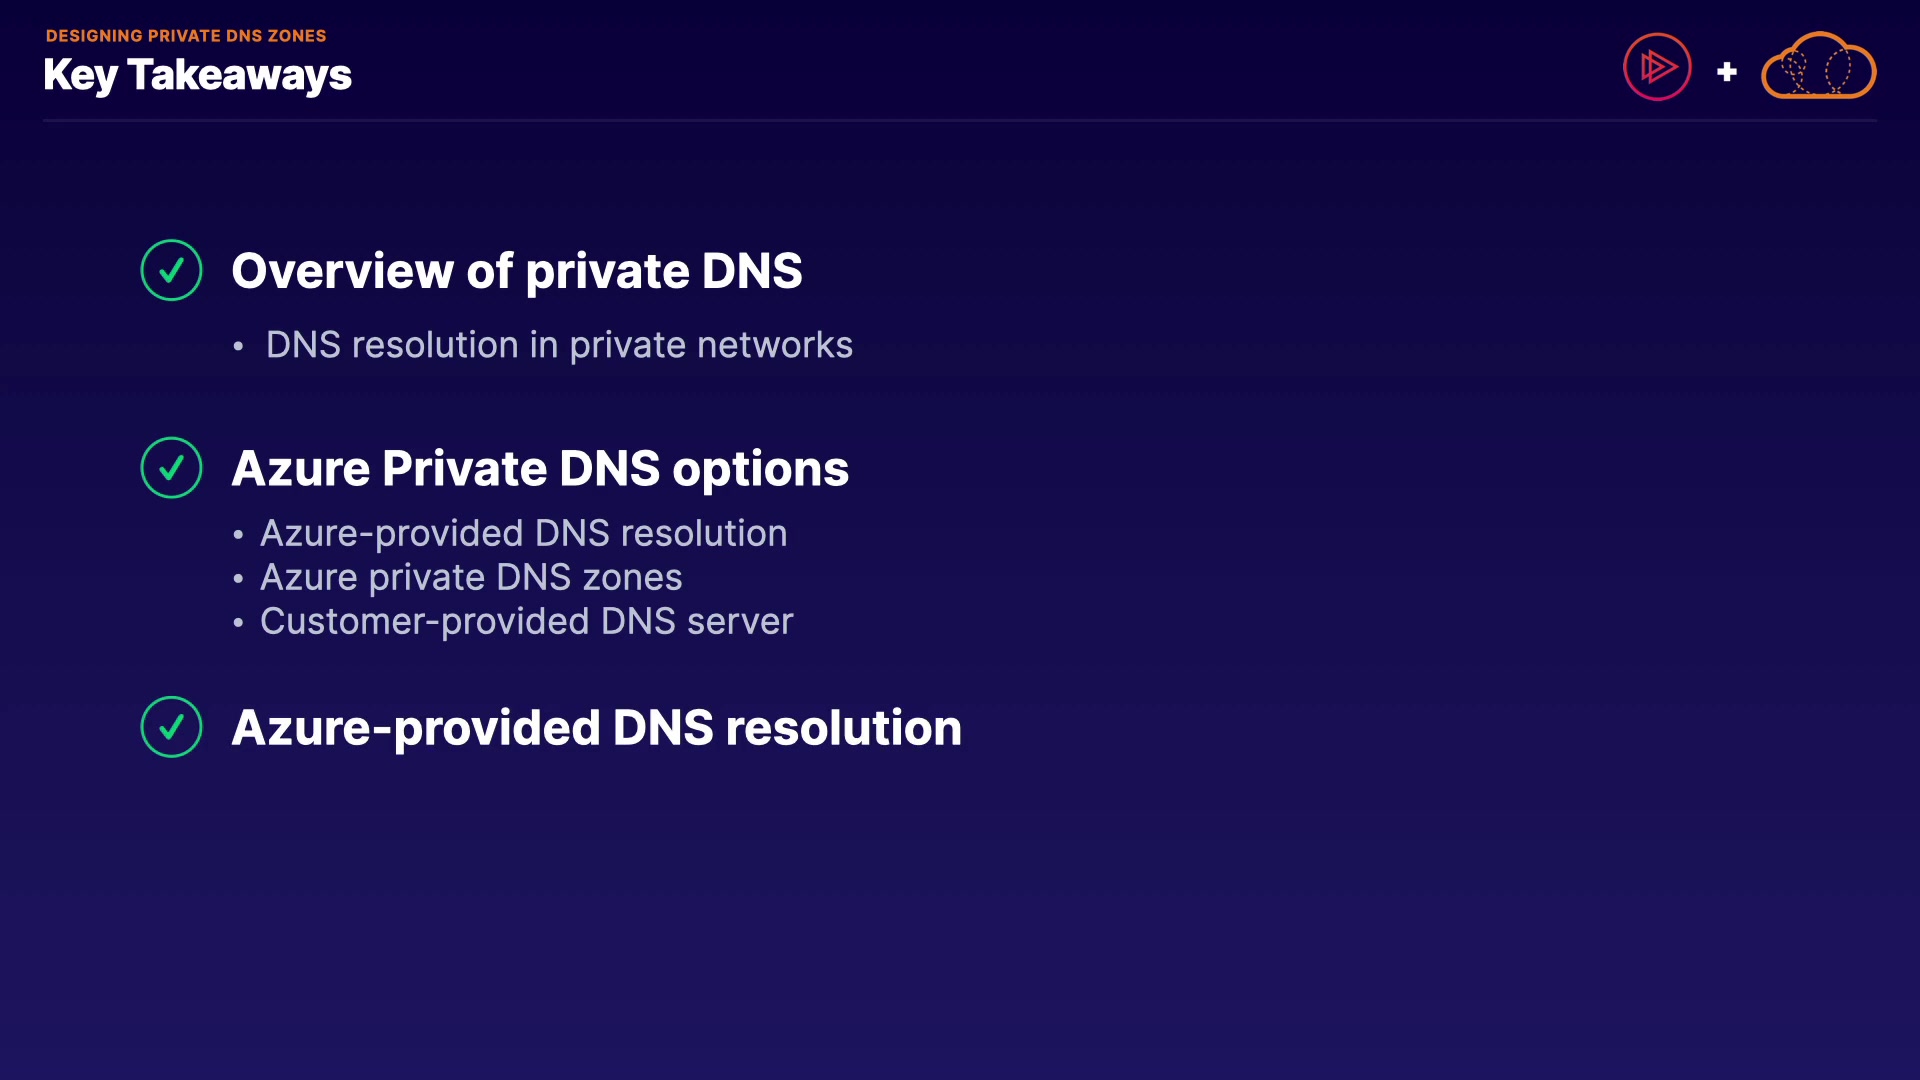 DESIGNING PRIVATE DNS ZONES
Key Takeaways
+
Overview of private DNS
• DNS resolution in private networks
Azure Private DNS options
• Azure-provided DNS resolution
• Azure private DNS zones
• Customer-provided DNS server
Azure-provided DNS resolution